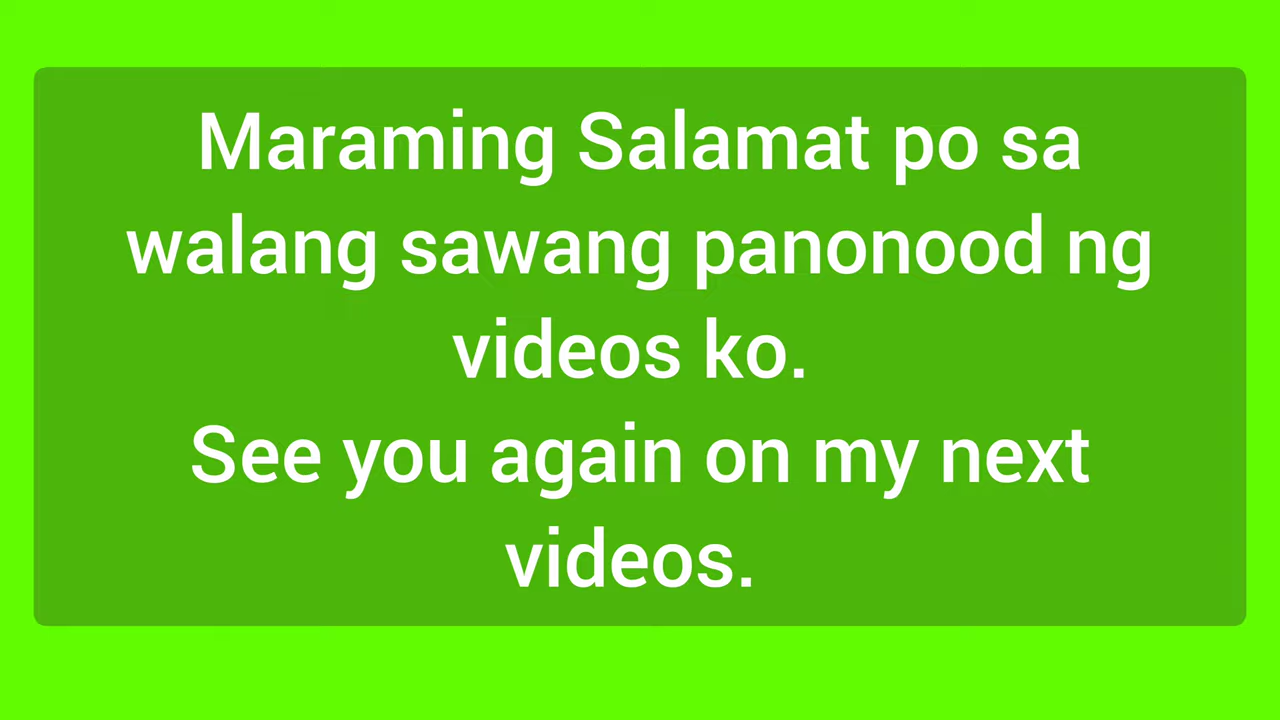 Maraming Salamat po sa
walang sawang panonood ng
videos ko.
See you again on my next
videos.